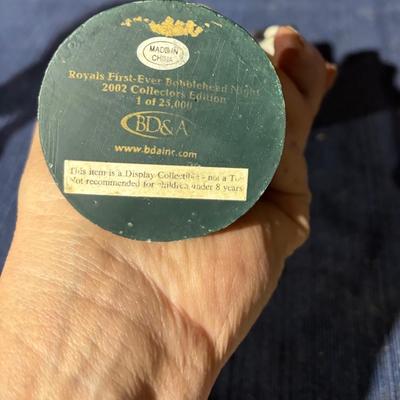 MADE IN
CHINA
Royals First-Ever Bobblehead Night
2002 Collectors Edition
1 of 25,000
BD&A
www.bdainc.com
This item is a Display Collectible - not a To
Not recommended for children under 8 years